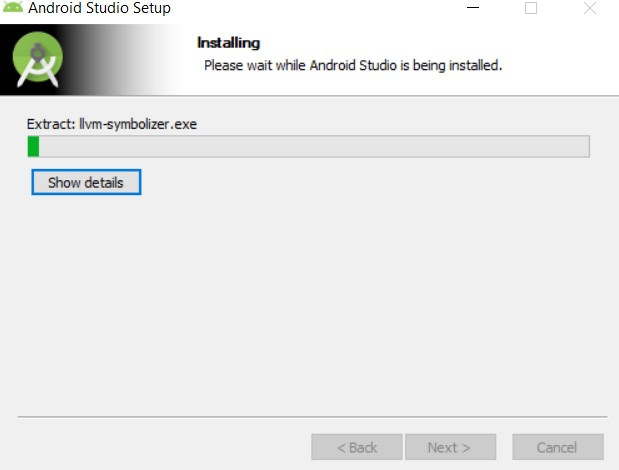 Android Studio Setup
Installing
Please wait while Android Studio is being installed.
Extract: llvm-symbolizer.exe
Show details
< Back
Next >
Cancel